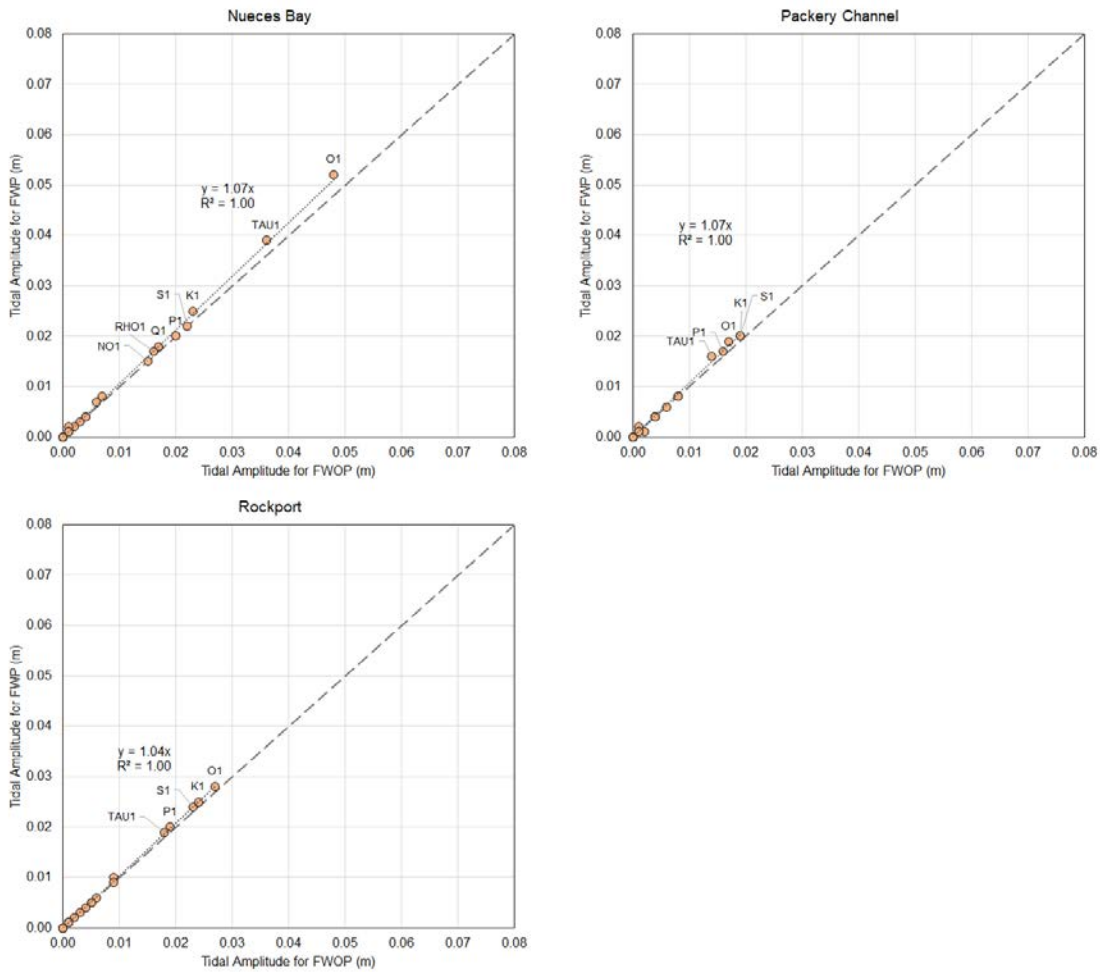 Nueces Bay
Tidal Amplitude for FWP (m)
0.08
0.07
0.06
0.05
0.04
0.03
0.02
0.01
0.00
O1
y = 1.07x
R² = 1.00
TAU1
S1 K1
P1
RHO1 Q1
NO1
0.00 0.01 0.02 0.03 0.04 0.05 0.06 0.07 0.08
Tidal Amplitude for FWOP (m)
Packery Channel
Tidal Amplitude for FWP (m)
0.08
0.07
0.06
0.05
0.04
0.03
0.02
0.01
0.00
y = 1.07x
R² = 1.00
K1 S1
P1 O1
TAU1
0.00 0.01 0.02 0.03 0.04 0.05 0.06 0.07 0.08
Tidal Amplitude for FWOP (m)
Rockport
Tidal Amplitude for FWP (m)
0.08
0.07
0.06
0.05
0.04
0.03
0.02
0.01
0.00
y = 1.04x
R² = 1.00
O1
S1 K1
TAU1 P1
0.00 0.01 0.02 0.03 0.04 0.05 0.06 0.07 0.08
Tidal Amplitude for FWOP (m)